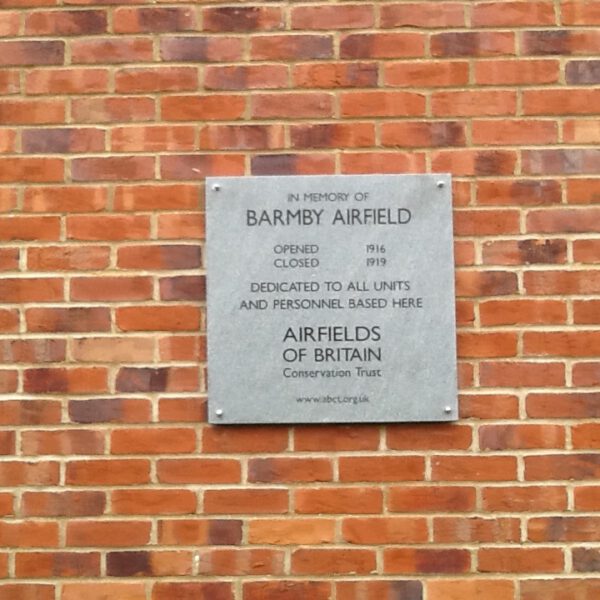 IN MEMORY OF
BARMBY AIRFIELD
OPENED 1916
CLOSED 1919
DEDICATED TO ALL UNITS
AND PERSONNEL BASED HERE
AIRFIELDS
OF BRITAIN
Conservation Trust
www.abct.org.uk